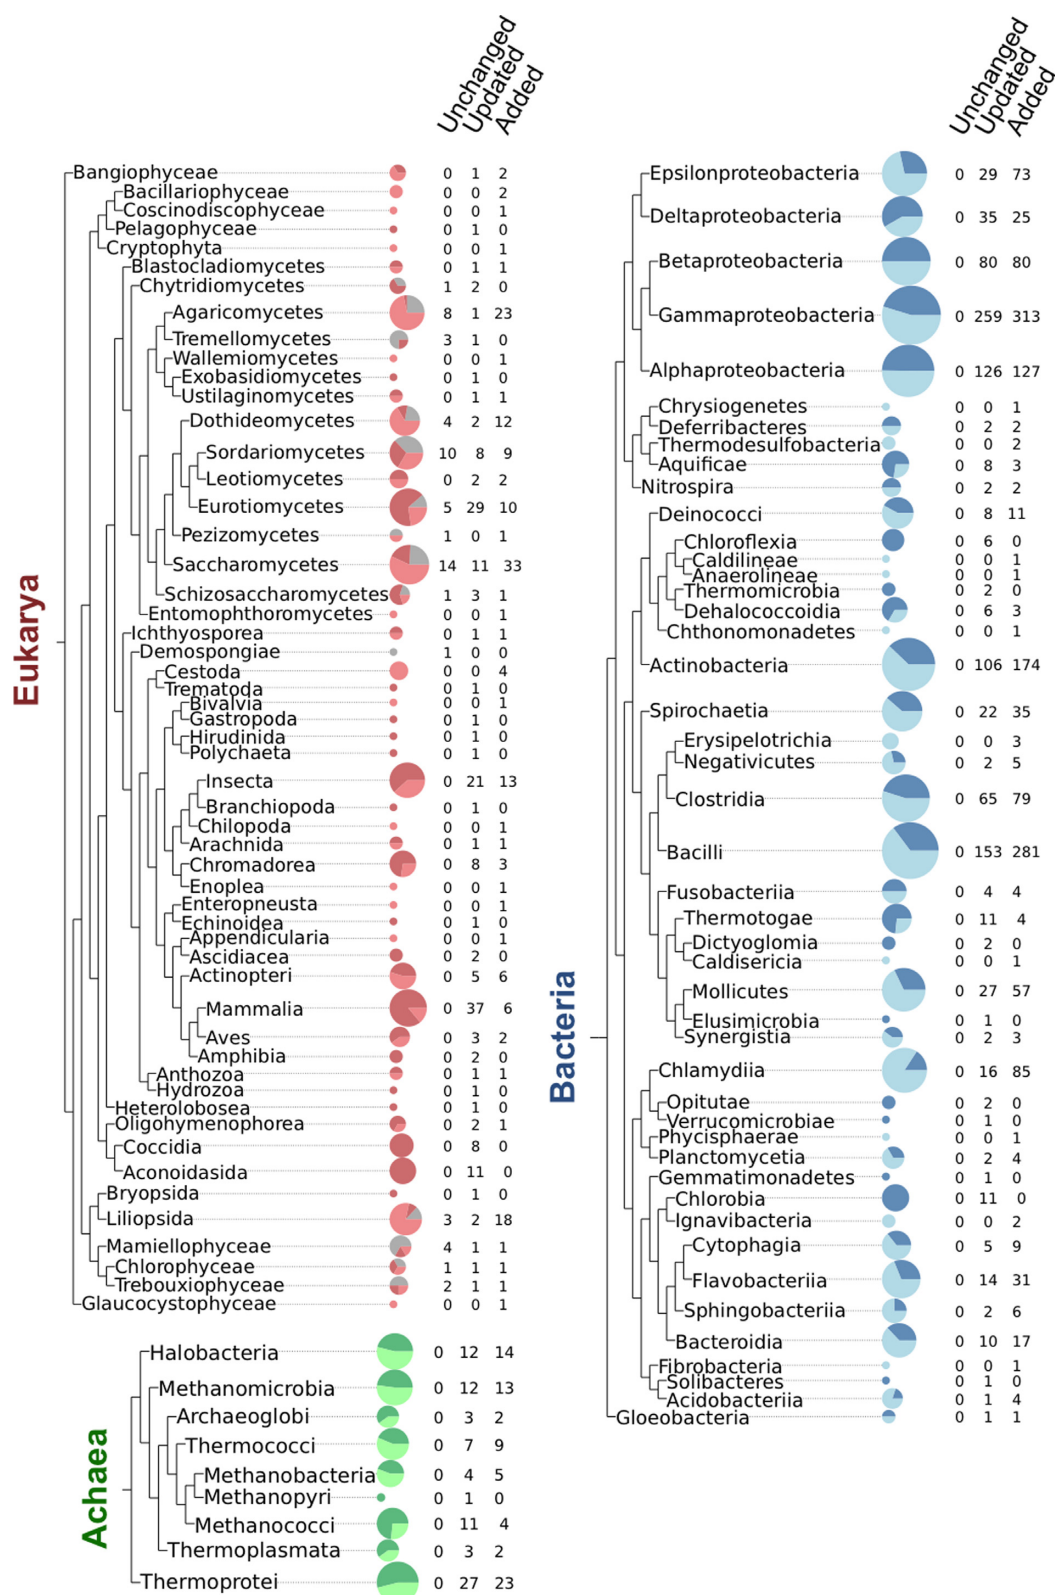 Unchanged Updated Added
Eukarya
Bangiophyceae 0 1 2
Bacillariophyceae 0 0 2
Coscinodiscophyceae 0 0 1
Pelagophyceae 0 1 0
Cryptophyta 0 0 1
Blastocladiomycetes 0 1 1
Chytridiomycetes 1 2 0
Agaricomycetes 8 1 23
Tremellomycetes 3 1 0
Wallemiomycetes 0 0 1
Exobasidiomycetes 0 1 0
Ustilaginomycetes 0 1 1
Dothideomycetes 4 2 12
Sordariomycetes 10 8 9
Leotiomycetes 0 2 2
Eurotiomycetes 5 29 10
Pezizomycetes 1 0 1
Saccharomycetes 14 11 33
Schizosaccharomycetes 1 3 1
Entomophthoromycetes 0 0 1
Ichthyosporea 0 1 1
Demospongiae 1 0 0
Cestoda 0 0 4
Trematoda 0 1 0
Bivalvia 0 0 1
Gastropoda 0 1 0
Hirudinida 0 1 0
Polychaeta 0 1 0
Insecta 0 21 13
Branchiopoda 0 1 0
Chilopoda 0 0 1
Arachnida 0 1 1
Chromadorea 0 8 3
Enoplea 0 0 1
Enteropneusta 0 0 1
Echinoidea 0 1 0
Appendicularia 0 0 1
Ascidiacea 0 2 0
Actinopteri 0 5 6
Mammalia 0 37 6
Aves 0 3 2
Amphibia 0 2 0
Anthozoa 0 1 1
Hydrozoa 0 1 0
Heterolobosea 0 1 0
Oligohymenophorea 0 2 1
Coccidia 0 8 0
Aconoidasida 0 11 0
Bryopsida 0 1 0
Liliopsida 3 2 18
Mamiellophyceae 4 1 1
Chlorophyceae 1 1 1
Trebouxiophyceae 2 1 1
Glaucocystophyceae 0 0 1
Achaea
Halobacteria 0 12 14
Methanomicrobia 0 12 13
Archaeoglobi 0 3 2
Thermococci 0 7 9
Methanobacteria 0 4 5
Methanopyri 0 1 0
Methanococci 0 11 4
Thermoplasmata 0 3 2
Thermoprotei 0 27 23
Unchanged Updated Added
Bacteria
Epsilonproteobacteria 0 29 73
Deltaproteobacteria 0 35 25
Betaproteobacteria 0 80 80
Gammaproteobacteria 0 259 313
Alphaproteobacteria 0 126 127
Chrysiogenetes 0 0 1
Deferribacteres 0 2 2
Thermodesulfobacteria 0 0 2
Aquificae 0 8 3
Nitrospira 0 2 2
Deinococci 0 8 11
Chloroflexia 0 6 0
Caldilineae 0 0 1
Anaerolineae 0 0 1
Thermomicrobia 0 2 0
Dehalococcoidia 0 6 3
Chthonomonadetes 0 0 1
Actinobacteria 0 106 174
Spirochaetia 0 22 35
Erysipelotrichia 0 0 3
Negativicutes 0 2 5
Clostridia 0 65 79
Bacilli 0 153 281
Fusobacteriia 0 4 4
Thermotogae 0 11 4
Dictyoglomia 0 2 0
Caldisericia 0 0 1
Mollicutes 0 27 57
Elusimicrobia 0 1 0
Synergistia 0 2 3
Chlamydiia 0 16 85
Opitutae 0 2 0
Verrucomicrobiae 0 1 0
Phycisphaerae 0 0 1
Planctomycetia 0 2 4
Gemmatimonadetes 0 1 0
Chlorobia 0 11 0
Ignavibacteria 0 0 2
Cytophagia 0 5 9
Flavobacteriia 0 14 31
Sphingobacteriia 0 2 6
Bacteroidia 0 10 17
Fibrobacteria 0 0 1
Solibacteres 0 1 0
Acidobacteriia 0 1 4
Gloeobacteria 0 1 1